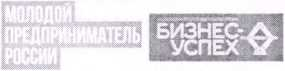 МОЛОДОЙ
ПРЕДПРИНИМАТЕЛЬ
РОССИИ
БИЗНЕС-
УСПЕХ